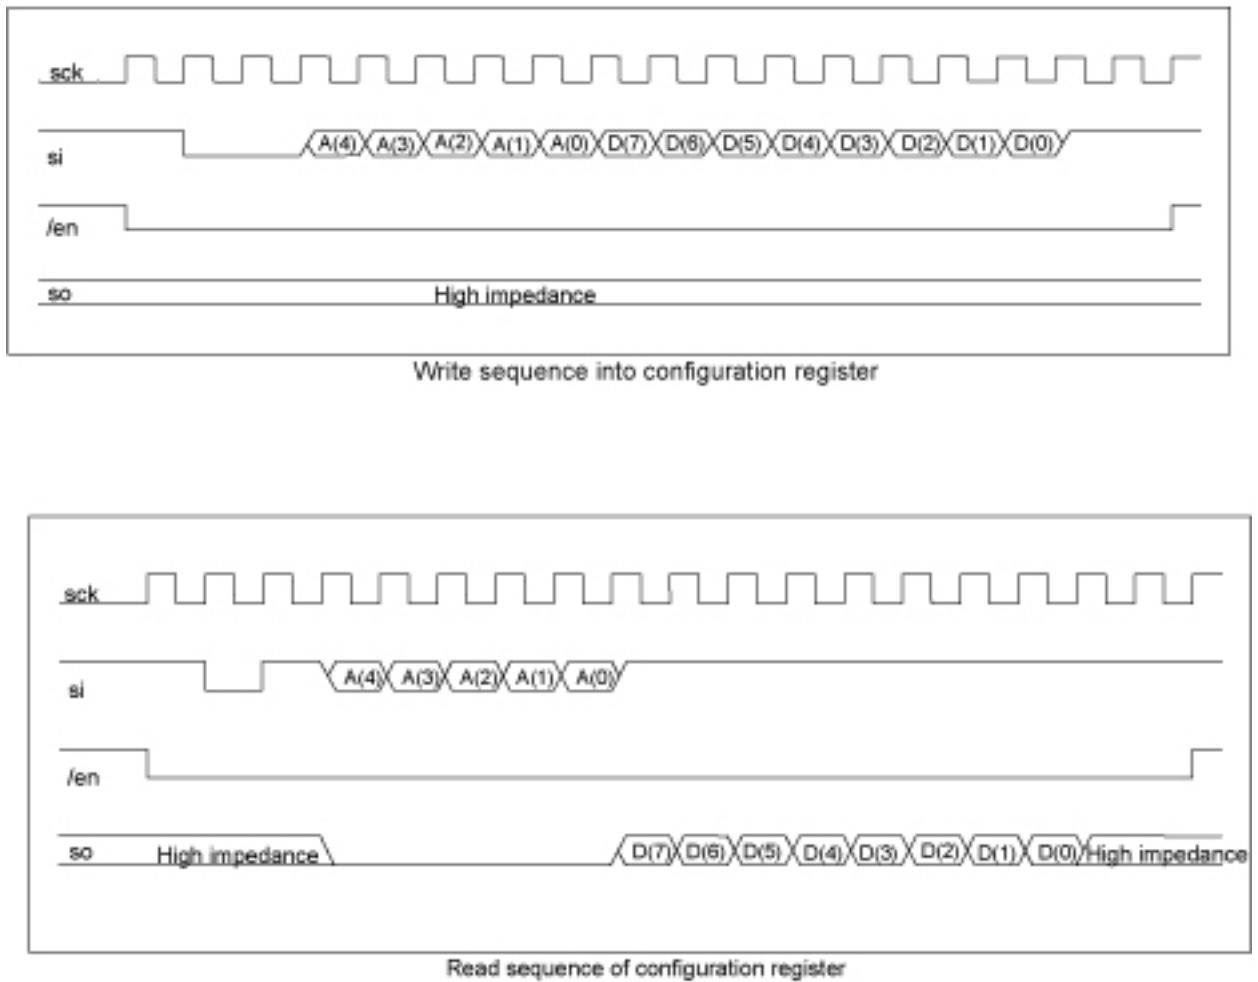 sck
si A(4) A(3) A(2) A(1) A(0) D(7) D(6) D(5) D(4) D(3) D(2) D(1) D(0)
/en
so High impedance
Write sequence into configuration register
sck
si A(4) A(3) A(2) A(1) A(0)
/en
so High impedance D(7) D(6) D(5) D(4) D(3) D(2) D(1) D(0) High impedance
Read sequence of configuration register